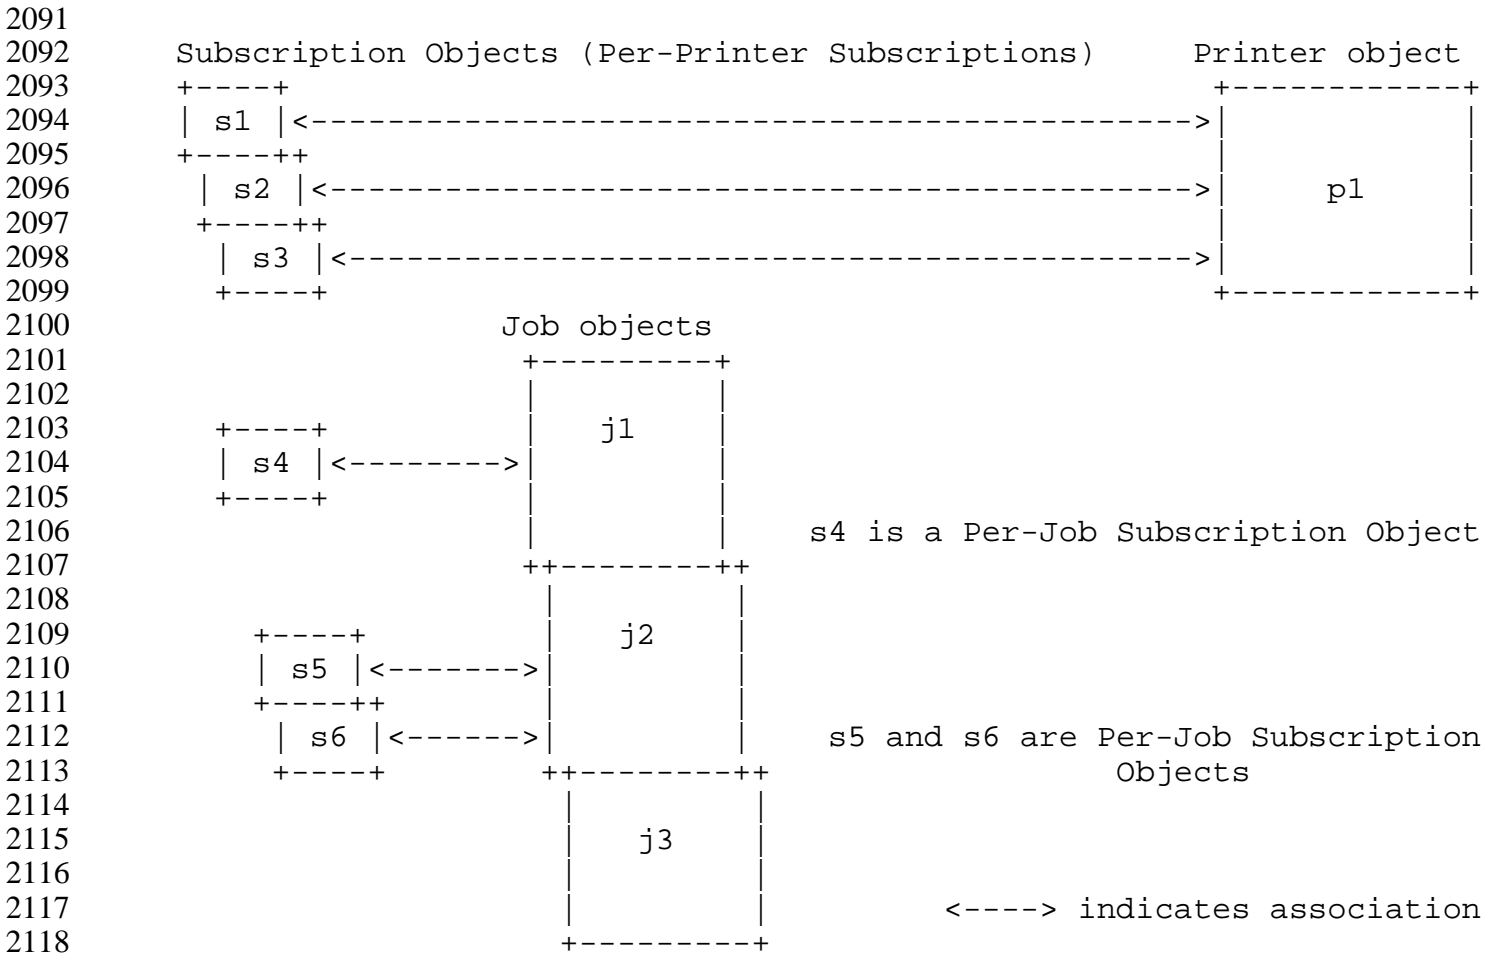 2091
2092 Subscription Objects (Per-Printer Subscriptions) Printer object
2093 +----+ +------------+
2094 | s1 |<---------------------------------------------->| |
2095 +----++ | |
2096 | s2 |<--------------------------------------------->| p1 |
2097 +----++ | |
2098 | s3 |<-------------------------------------------->| |
2099 +----+ +------------+
2100 Job objects
2101 +---------+
2102 | |
2103 +----+ | j1 |
2104 | s4 |<-------->| |
2105 +----+ | |
2106 | | s4 is a Per-Job Subscription Object
2107 ++--------++
2108 | |
2109 +----+ | j2 |
2110 | s5 |<------->| |
2111 +----++ | |
2112 | s6 |<------>| | s5 and s6 are Per-Job Subscription
2113 +----+ ++--------++ Objects
2114 | |
2115 | j3 |
2116 | |
2117 | | <----> indicates association
2118 +---------+